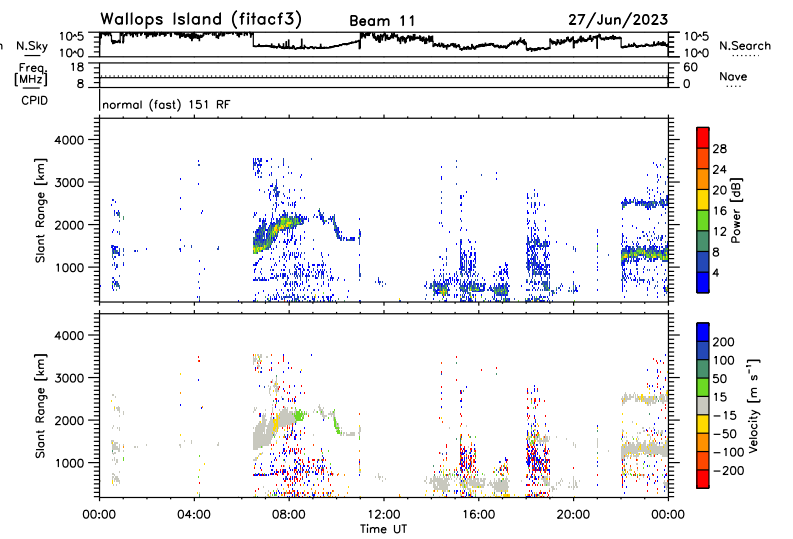 Wallops Island (fitacf3) Beam 11 27/Jun/2023
N.Sky 10^5 10^5 N.Search
10^0 10^0
Freq. 18 60 Nave
[MHz] 8 0
CPID normal (fast) 151 RF
4000
3000
2000
1000
Slant Range [km]
28
24
20
16
12
8
4
Power [dB]
4000
3000
2000
1000
Slant Range [km]
200
100
50
15
-15
-50
-100
-200
Velocity [m s⁻¹]
00:00 04:00 08:00 12:00 16:00 20:00 00:00
Time UT